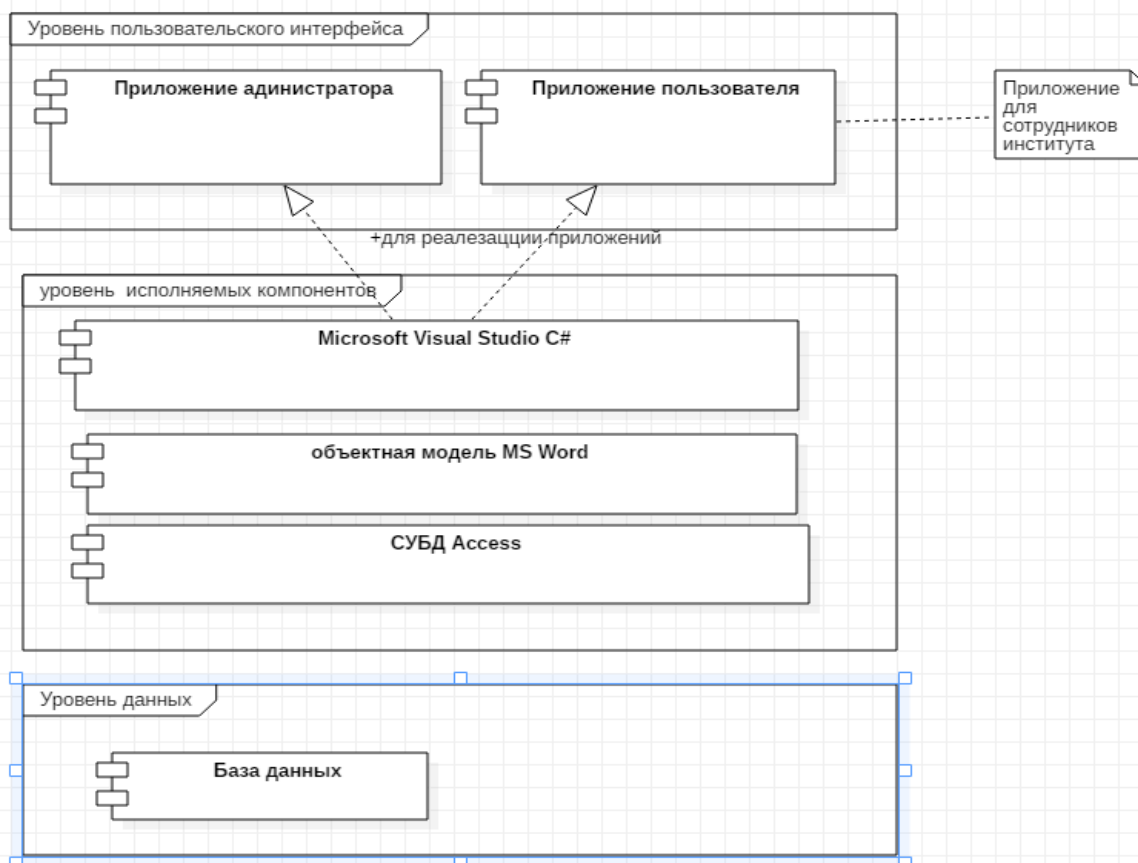 Уровень пользовательского интерфейса
Приложение адинистратора
Приложение пользователя
Приложение
для
сотрудников
института
+для реалезацции приложений
уровень исполняемых компонентов
Microsoft Visual Studio C#
объектная модель MS Word
СУБД Access
Уровень данных
База данных